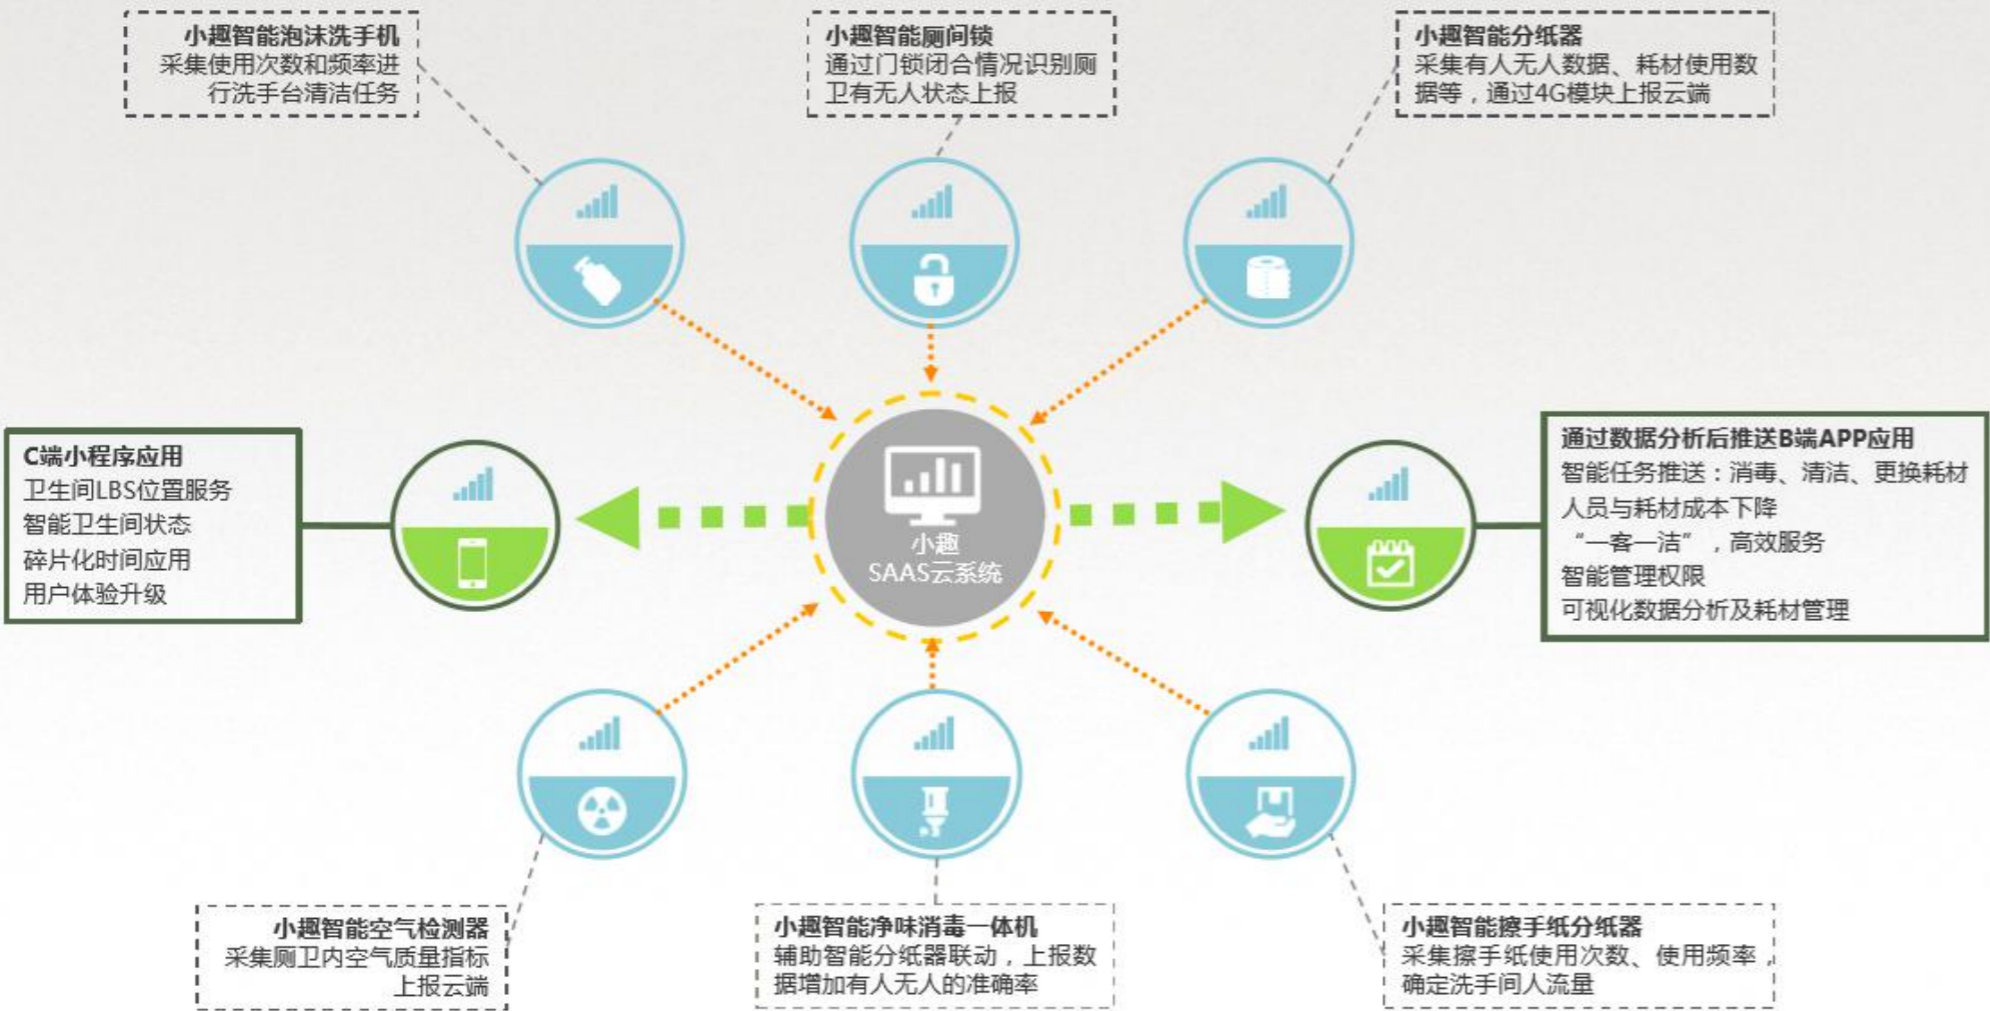 小趣智能泡沫洗手机
采集使用次数和频率进
行洗手台清洁任务
小趣智能厕间锁
通过门锁闭合情况识别厕
卫有无人状态上报
小趣智能分纸器
采集有人无人数据、耗材使用数
据等，通过4G模块上报云端
C端小程序应用
卫生间LBS位置服务
智能卫生间状态
碎片化时间应用
用户体验升级
小趣
SAAS云系统
通过数据分析后推送B端APP应用
智能任务推送：消毒、清洁、更换耗材
人员与耗材成本下降
“一客一洁”，高效服务
智能管理权限
可视化数据分析及耗材管理
小趣智能空气检测器
采集厕卫内空气质量指标
上报云端
小趣智能净味消毒一体机
辅助智能分纸器联动，上报数
据增加有人无人的准确率
小趣智能擦手纸分纸器
采集擦手纸使用次数、使用频率，
确定洗手间人流量